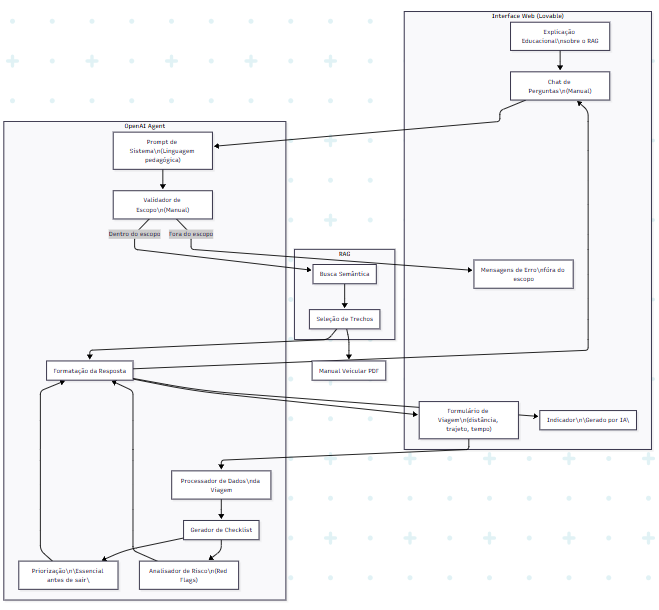 Interface Web (Lovable)
Explicação
Educacional\nsobre o RAG
Chat de
Perguntas\n(Manual)
OpenAI Agent
Prompt de
Sistema\n(Linguagem
pedagógica)
Validador de
Escopo\n(Manual)
Dentro do escopo
Fora do escopo
RAG
Busca Semântica
Mensagens de Erro\nfóra do
escopo
Seleção de Trechos
Formatação da Resposta
Manual Veicular PDF
Formulário de
Viagem\n(distância,
trajeto, tempo)
Indicador\n\Gerado por IA\
Processador de Dados\nda
Viagem
Gerador de Checklist
Priorização\n\Essencial
antes de sair\
Analisador de Risco\n(Red
Flags)